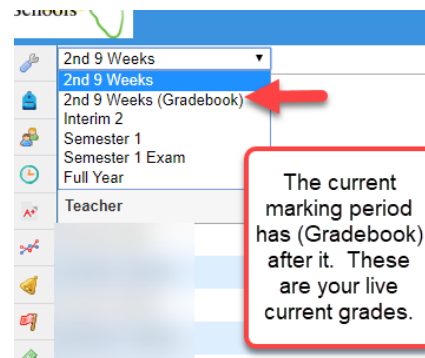 Schools
2nd 9 Weeks
2nd 9 Weeks
2nd 9 Weeks (Gradebook)
Interim 2
Semester 1
Semester 1 Exam
Full Year
Teacher
A+
The current
marking period
has (Gradebook)
after it. These
are your live
current grades.